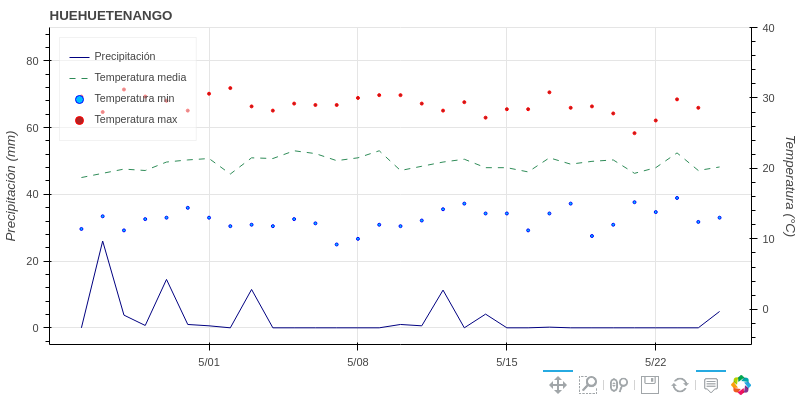 HUEHUETENANGO
Precipitación
Temperatura media
Temperatura min
Temperatura max
Precipitación (mm)
80
60
40
20
0
Temperatura (°C)
40
30
20
10
0
5/01
5/08
5/15
5/22